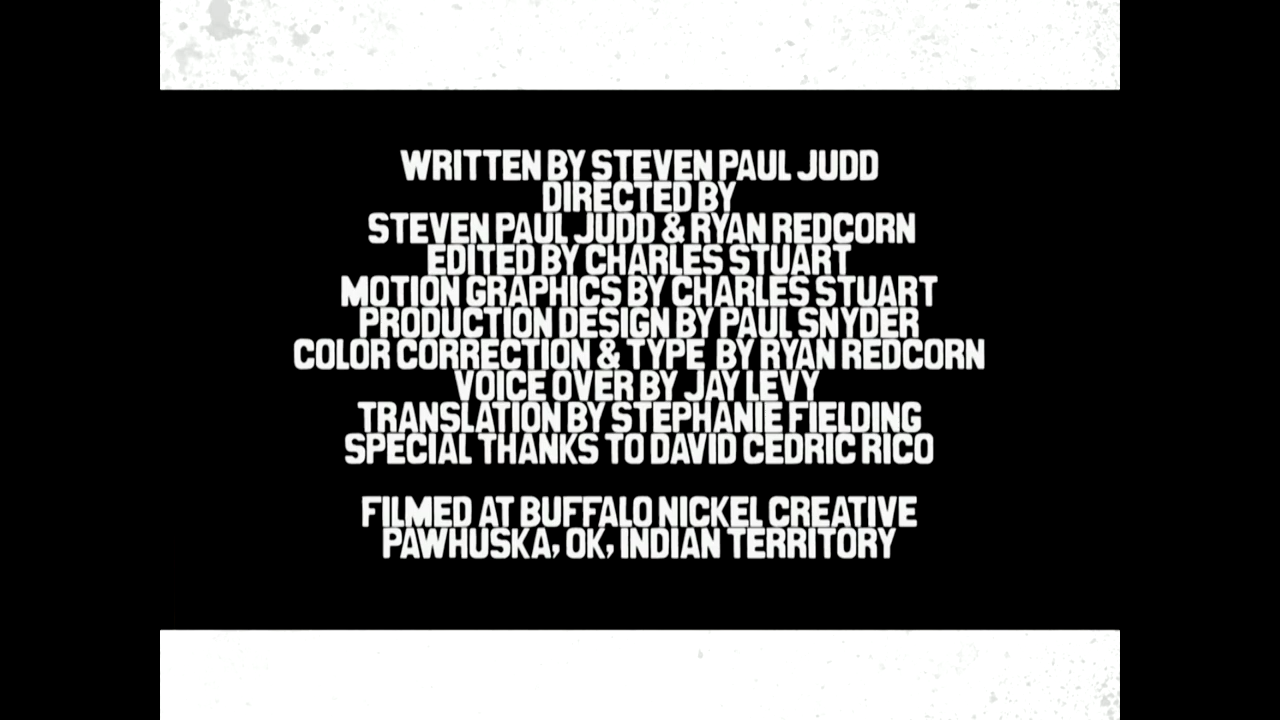 WRITTEN BY STEVEN PAUL JUDD
DIRECTED BY
STEVEN PAUL JUDD & RYAN REDCORN
EDITED BY CHARLES STUART
MOTION GRAPHICS BY CHARLES STUART
PRODUCTION DESIGN BY PAUL SNYDER
COLOR CORRECTION & TYPE BY RYAN REDCORN
VOICE OVER BY JAY LEVY
TRANSLATION BY STEPHANIE FIELDING
SPECIAL THANKS TO DAVID CEDRIC RICO
FILMED AT BUFFALO NICKEL CREATIVE
PAWHUSKA, OK, INDIAN TERRITORY